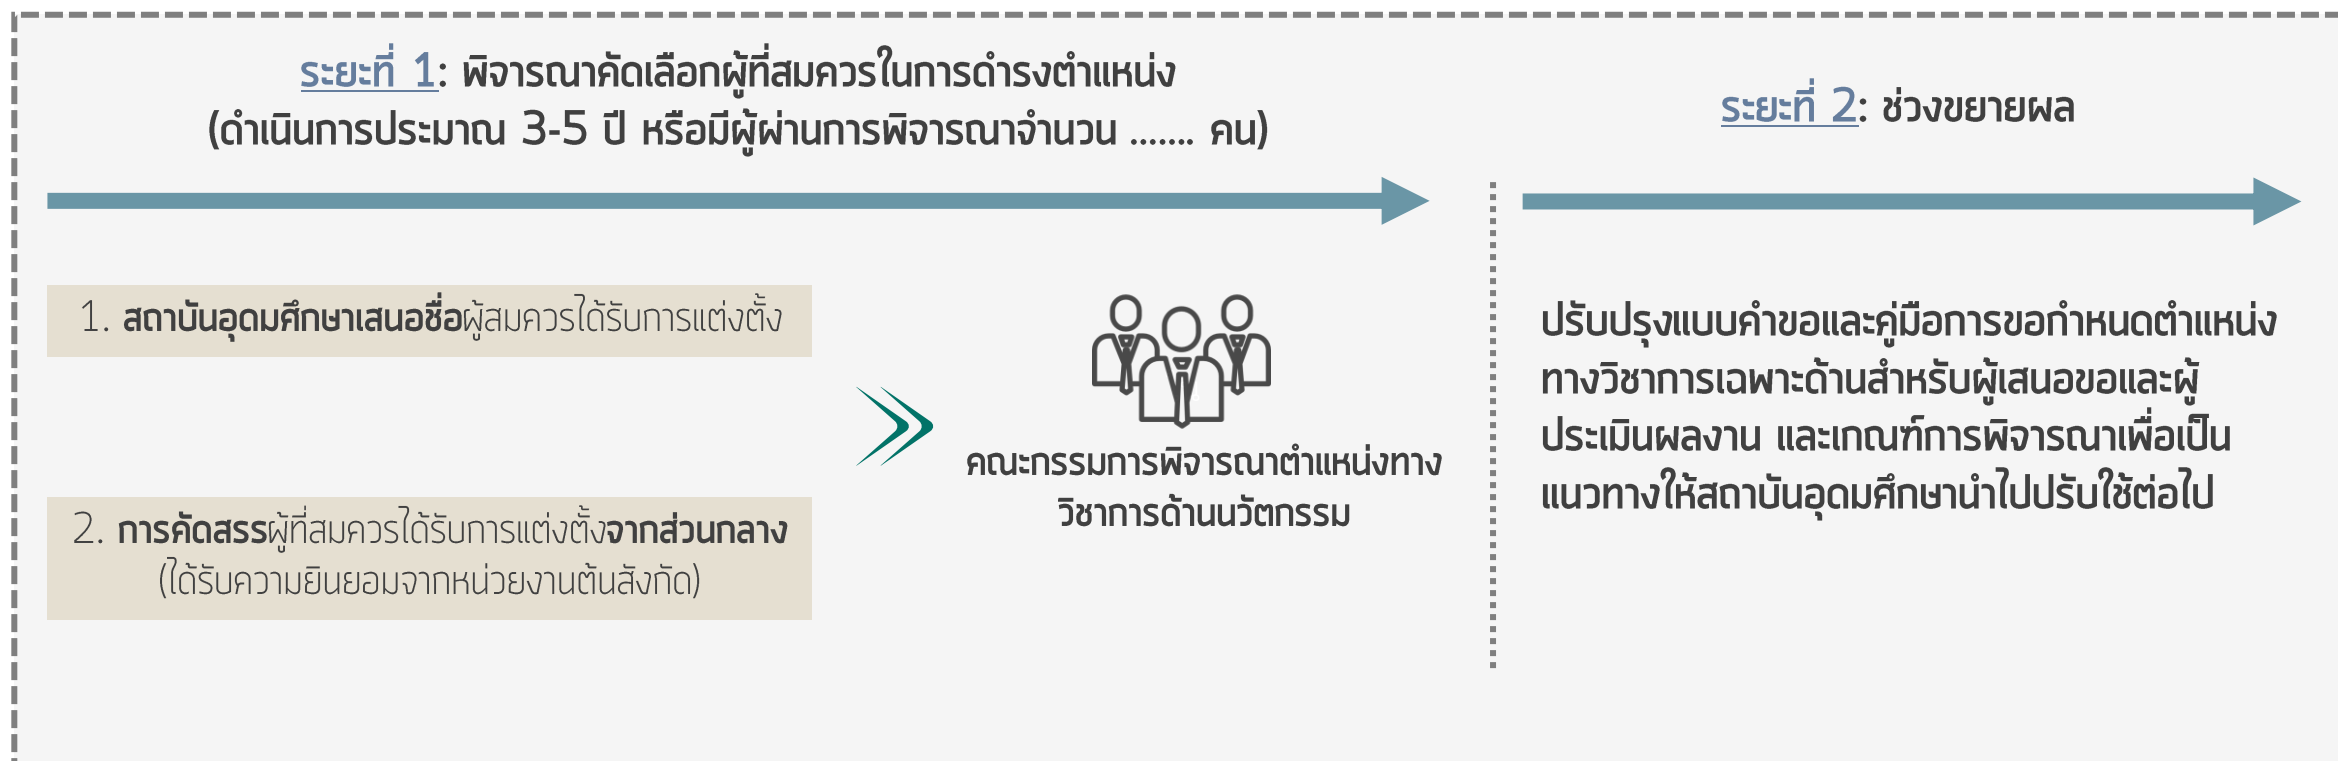 ระยะที่ 1: พิจารณาคัดเลือกผู้ที่สมควรในการดำรงตำแหน่ง
(ดำเนินการประมาณ 3-5 ปี หรือมีผู้ผ่านการพิจารณาจำนวน ....... คน)
1. สถาบันอุดมศึกษาเสนอชื่อผู้สมควรได้รับการแต่งตั้ง
2. การคัดสรรผู้ที่สมควรได้รับการแต่งตั้งจากส่วนกลาง
(ได้รับความยินยอมจากหน่วยงานต้นสังกัด)
คณะกรรมการพิจารณาตำแหน่งทาง
วิชาการด้านนวัตกรรม
ระยะที่ 2: ช่วงขยายผล
ปรับปรุงแบบคำขอและคู่มือการขอกำหนดตำแหน่ง
ทางวิชาการเฉพาะด้านสำหรับผู้เสนอขอและผู้
ประเมินผลงาน และเกณฑ์การพิจารณาเพื่อเป็น
แนวทางให้สถาบันอุดมศึกษานำไปปรับใช้ต่อไป